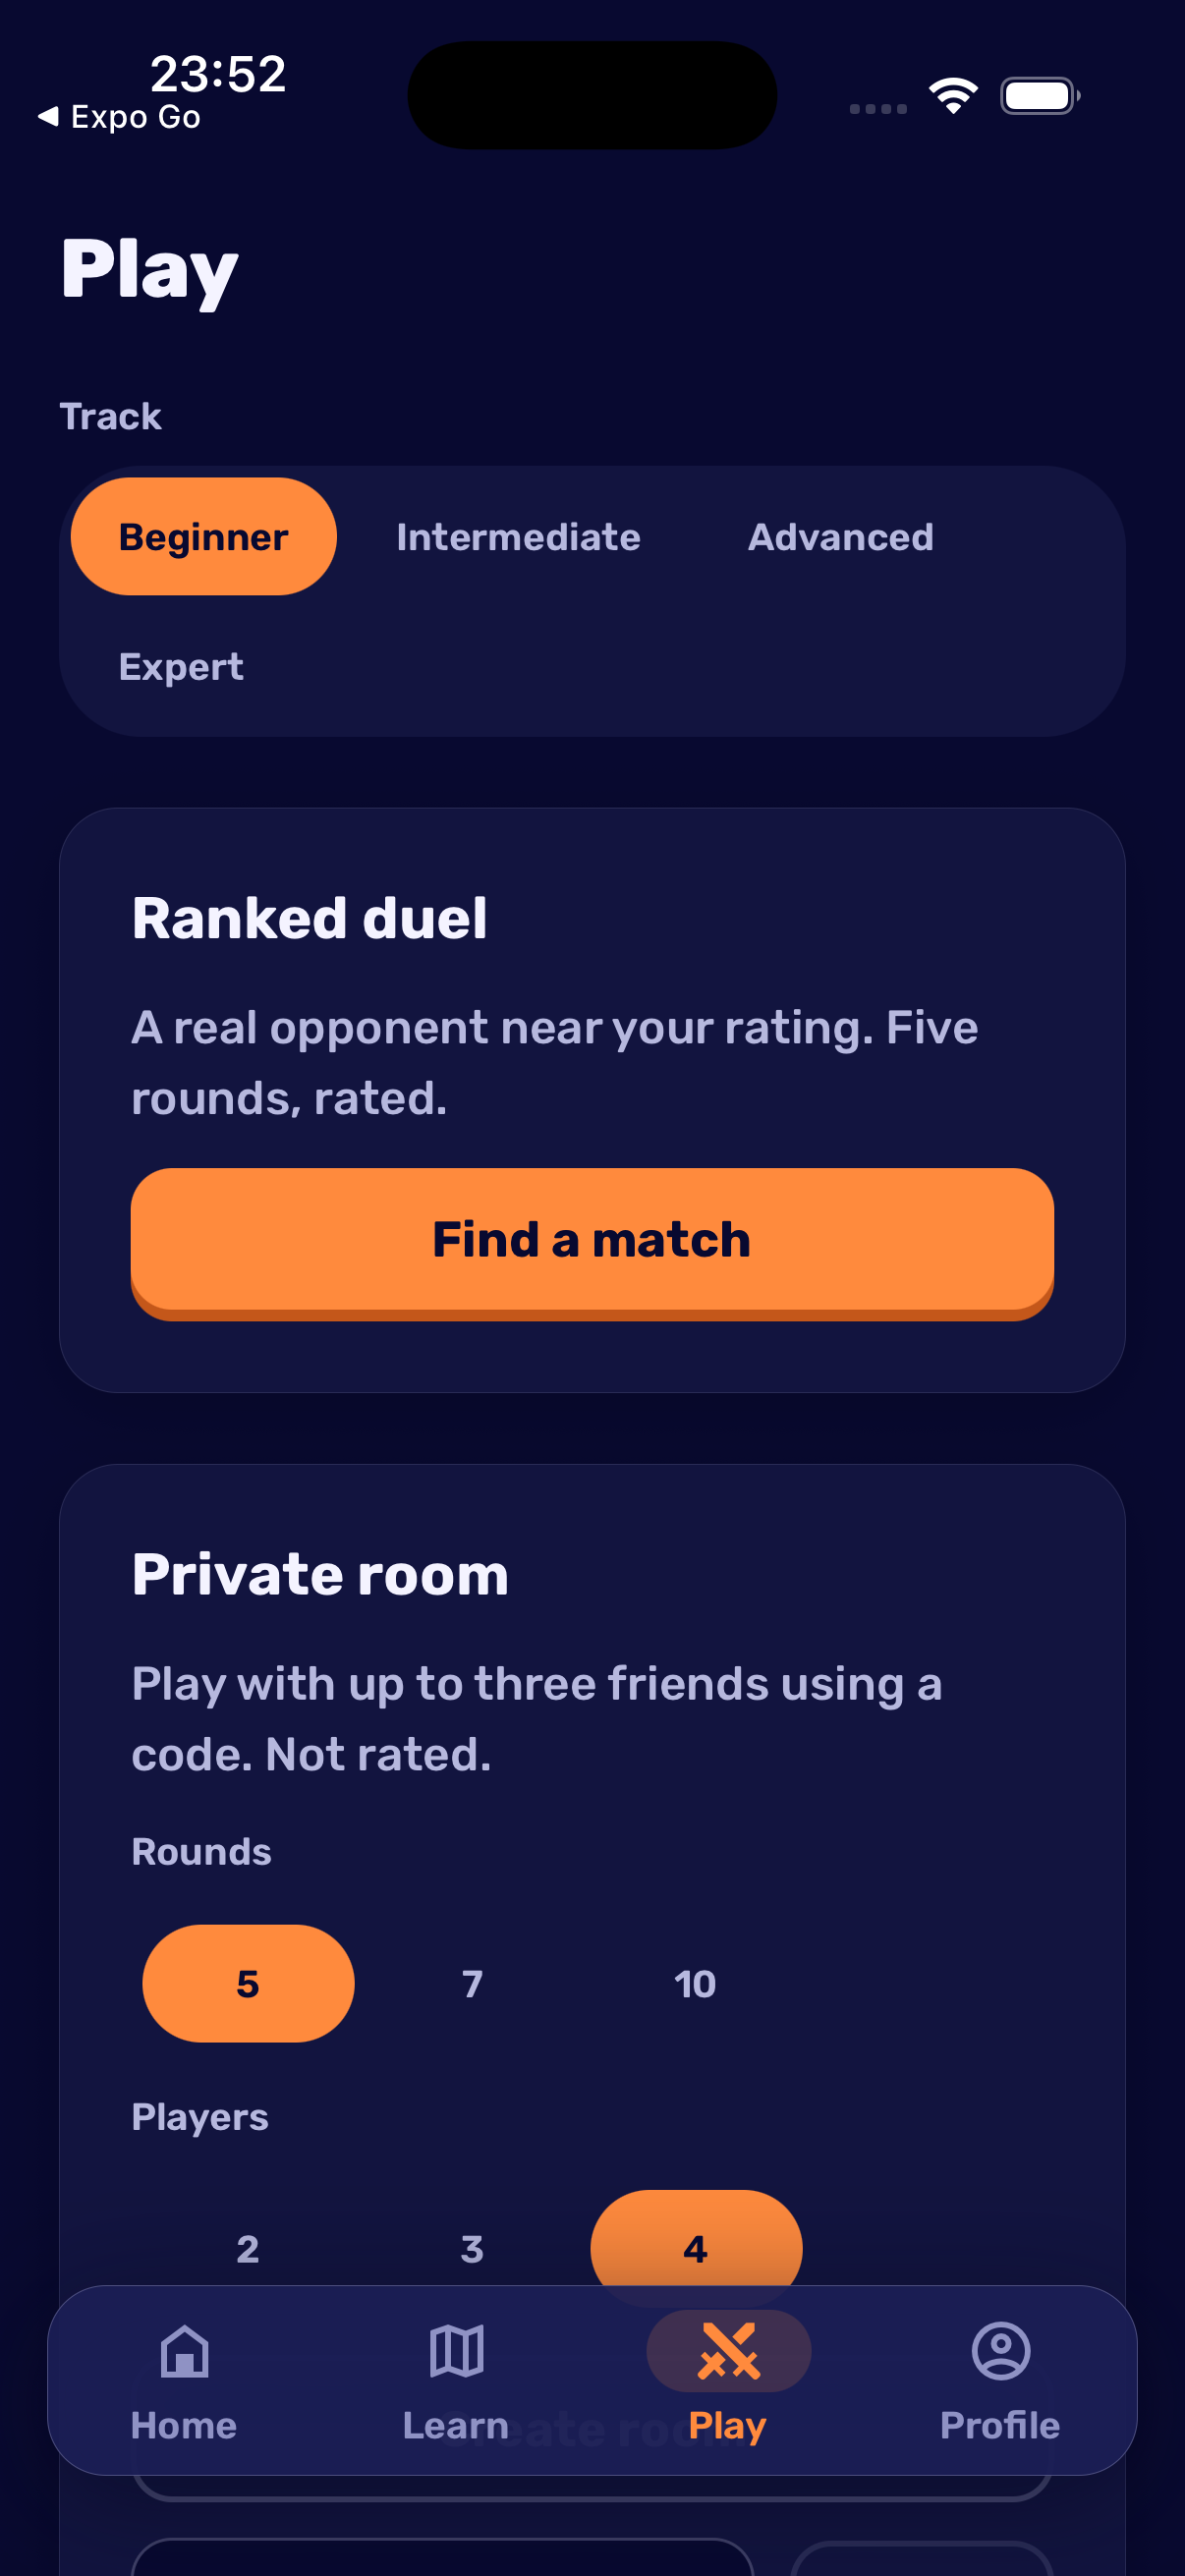 23:52
Expo Go
Play
Track
Beginner Intermediate Advanced
Expert
Ranked duel
A real opponent near your rating. Five
rounds, rated.
Find a match
Private room
Play with up to three friends using a
code. Not rated.
Rounds
5 7 10
Players
2 3 4
Create room
Home Learn Play Profile